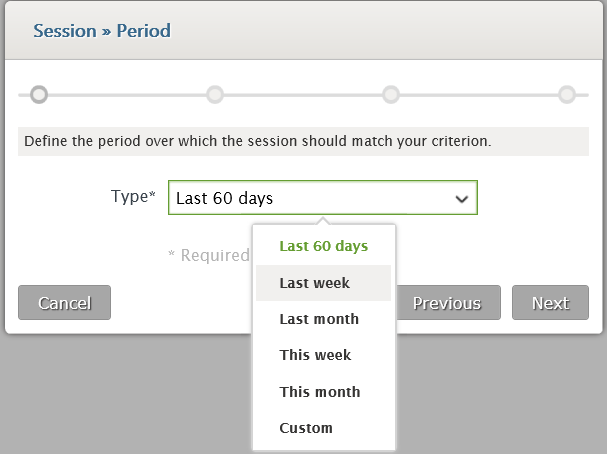 Session » Period
Define the period over which the session should match your criterion.
Type* Last 60 days
* Required
Last 60 days
Last week
Last month
This week
This month
Custom
Cancel Previous Next